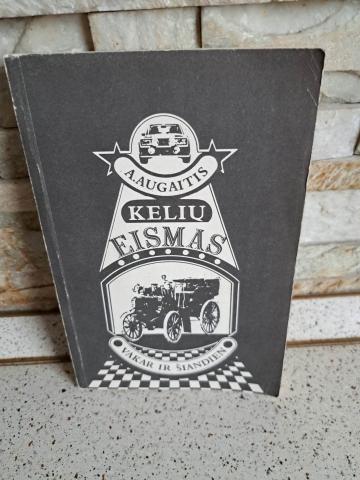 A. AUGAITIS
KELIŲ
EISMAS
VAKAR IR ŠIANDIEN